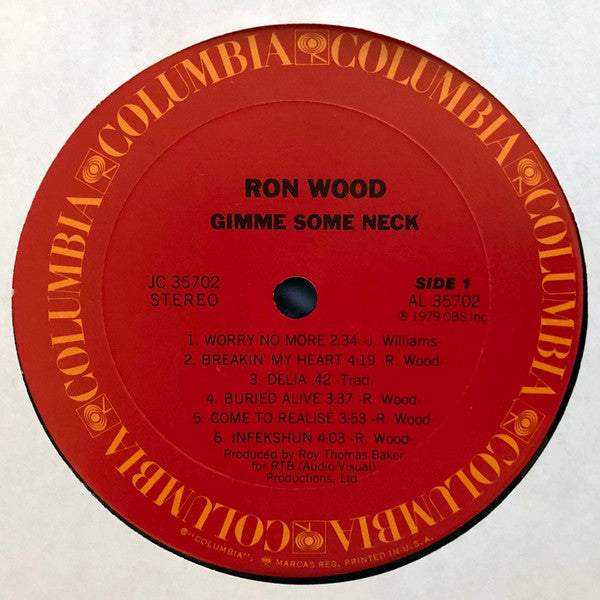 COLUMBIA COLUMBIA COLUMBIA COLUMBIA COLUMBIA COLUMBIA
RON WOOD
GIMME SOME NECK
JC 35702
STEREO
SIDE 1
AL 35702
℗ 1979 CBS Inc.
1. WORRY NO MORE 2:34 -J. Williams-
2. BREAKIN' MY HEART 4:19 -R. Wood-
3. DELIA :42 -Trad.-
4. BURIED ALIVE 3:37 -R. Wood-
5. COME TO REALISE 3:53 -R. Wood-
6. INFEKSHUN 4:03 -R. Wood-
Produced by Roy Thomas Baker
for RTB (Audio/Visual)
Productions, Ltd.
®"COLUMBIA", MARCAS REG. PRINTED IN U.S.A.